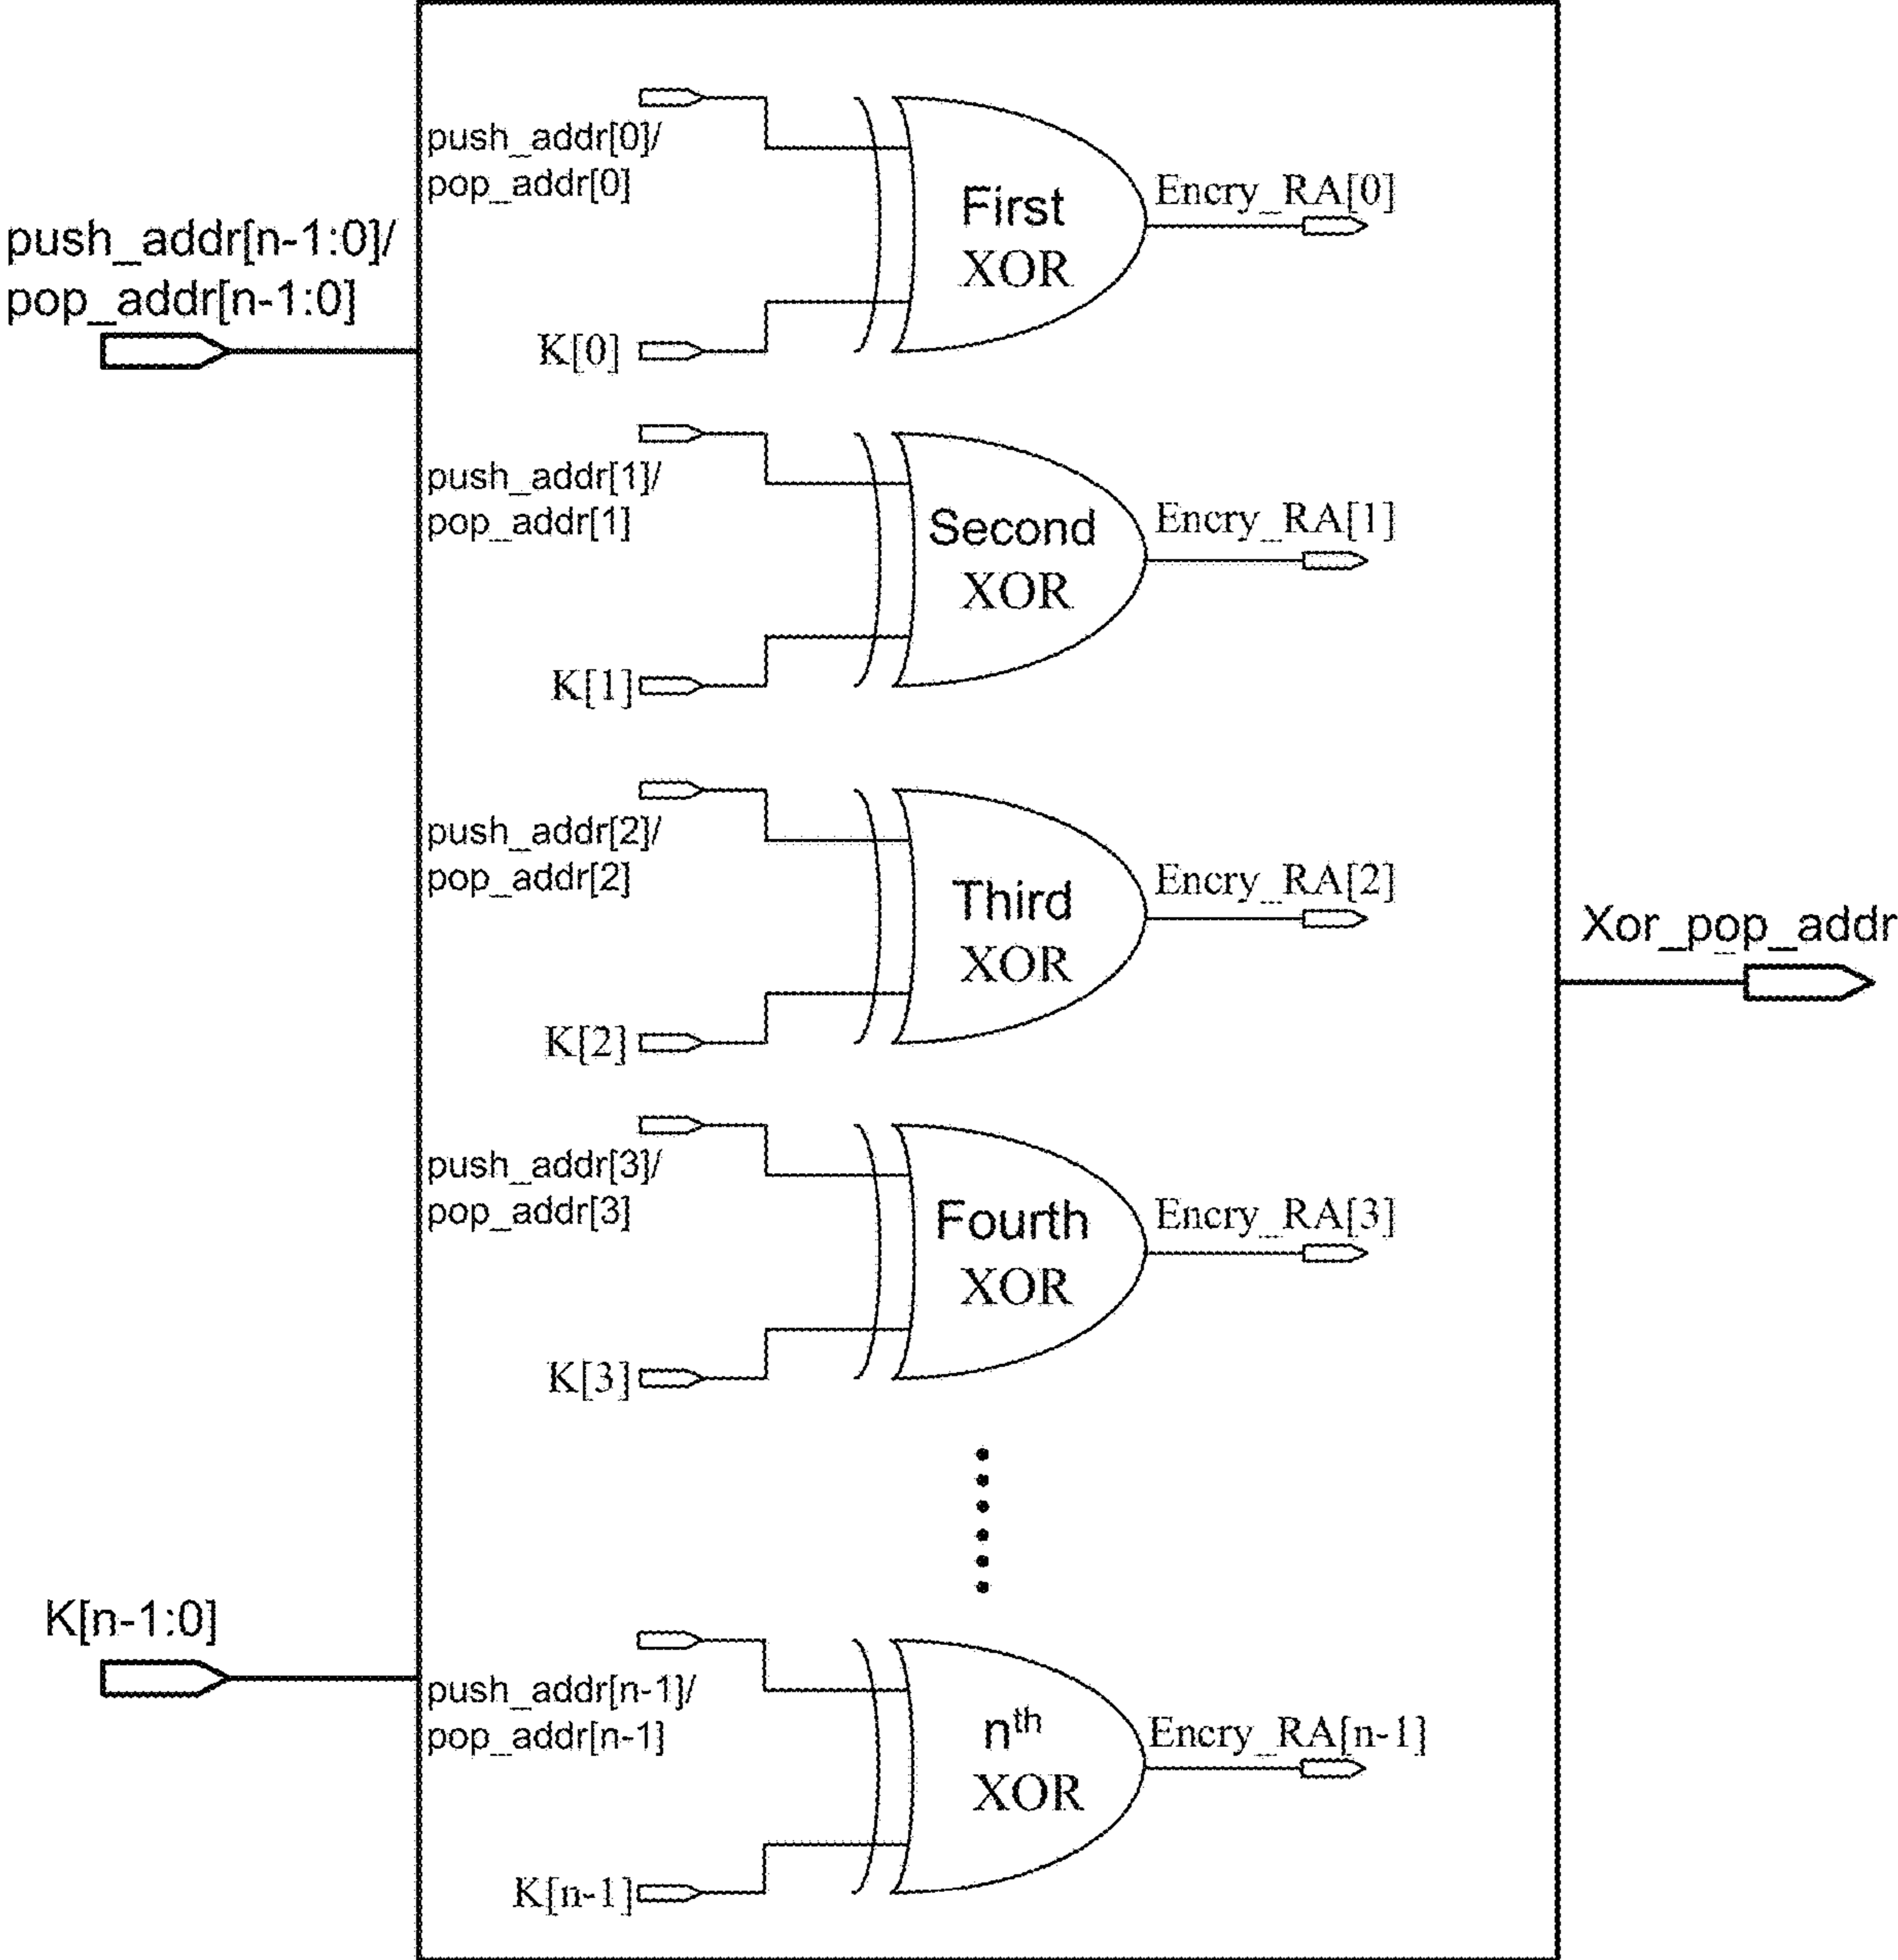 push_addr[n-1:0]/
pop_addr[n-1:0]
K[n-1:0]
push_addr[0]/
pop_addr[0]
K[0]
First
XOR
Encry_RA[0]
push_addr[1]/
pop_addr[1]
K[1]
Second
XOR
Encry_RA[1]
push_addr[2]/
pop_addr[2]
K[2]
Third
XOR
Encry_RA[2]
push_addr[3]/
pop_addr[3]
K[3]
Fourth
XOR
Encry_RA[3]
push_addr[n-1]/
pop_addr[n-1]
K[n-1]
nth
XOR
Encry_RA[n-1]
Xor_pop_addr